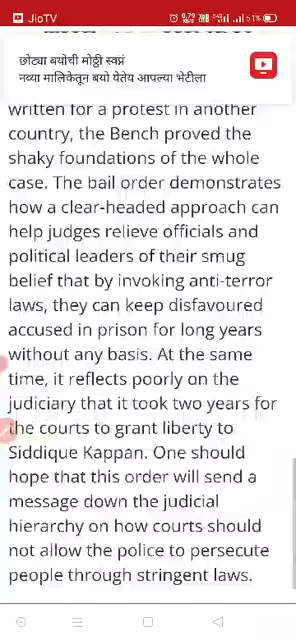 JioTV
0.79
KB/S
51%
छोट्या बयोची मोठ्ठी स्वप्नं
नव्या मालिकेतून बयो येतेय आपल्या भेटीला
written for a protest in another
country, the Bench proved the
shaky foundations of the whole
case. The bail order demonstrates
how a clear-headed approach can
help judges relieve officials and
political leaders of their smug
belief that by invoking anti-terror
laws, they can keep disfavoured
accused in prison for long years
without any basis. At the same
time, it reflects poorly on the
judiciary that it took two years for
the courts to grant liberty to
Siddique Kappan. One should
hope that this order will send a
message down the judicial
hierarchy on how courts should
not allow the police to persecute
people through stringent laws.